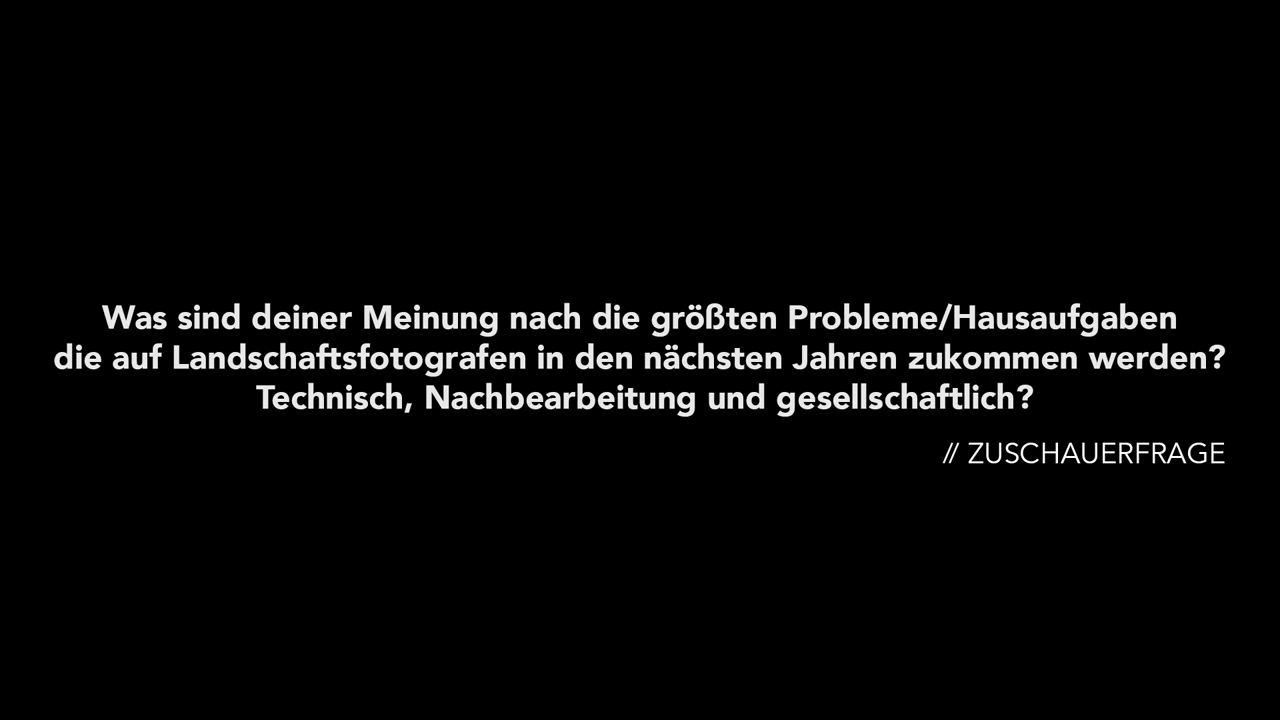 Was sind deiner Meinung nach die größten Probleme/Hausaufgaben
die auf Landschaftsfotografen in den nächsten Jahren zukommen werden?
Technisch, Nachbearbeitung und gesellschaftlich?
// ZUSCHAUERFRAGE